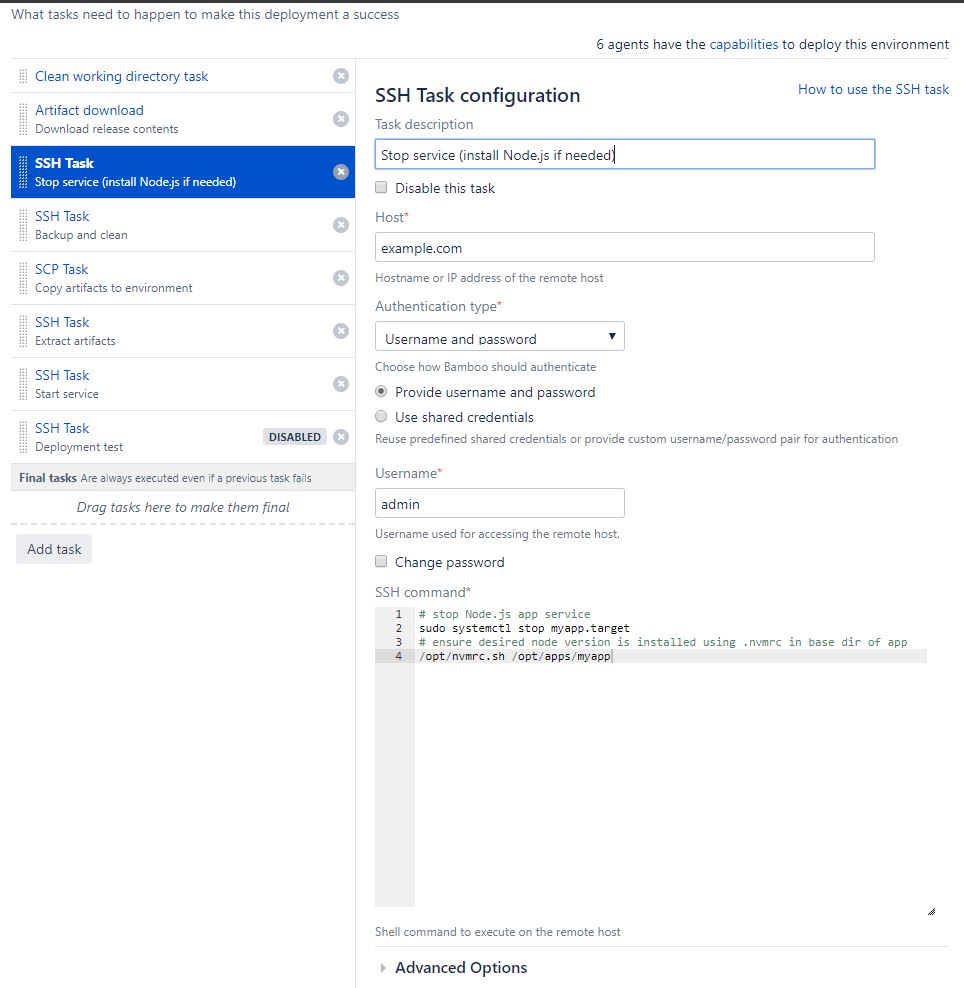 What tasks need to happen to make this deployment a success
6 agents have the capabilities to deploy this environment
Clean working directory task
Artifact download
Download release contents
SSH Task
Stop service (install Node.js if needed)
SSH Task
Backup and clean
SCP Task
Copy artifacts to environment
SSH Task
Extract artifacts
SSH Task
Start service
SSH Task
Deployment test
DISABLED
Final tasks Are always executed even if a previous task fails
Drag tasks here to make them final
Add task
SSH Task configuration
How to use the SSH task
Task description
Stop service (install Node.js if needed)
Disable this task
Host*
example.com
Hostname or IP address of the remote host
Authentication type*
Username and password
Choose how Bamboo should authenticate
Provide username and password
Use shared credentials
Reuse predefined shared credentials or provide custom username/password pair for authentication
Username*
admin
Username used for accessing the remote host.
Change password
SSH command*
1 # stop Node.js app service
2 sudo systemctl stop myapp.target
3 # ensure desired node version is installed using .nvmrc in base dir of app
4 /opt/nvmrc.sh /opt/apps/myapp
Shell command to execute on the remote host
Advanced Options